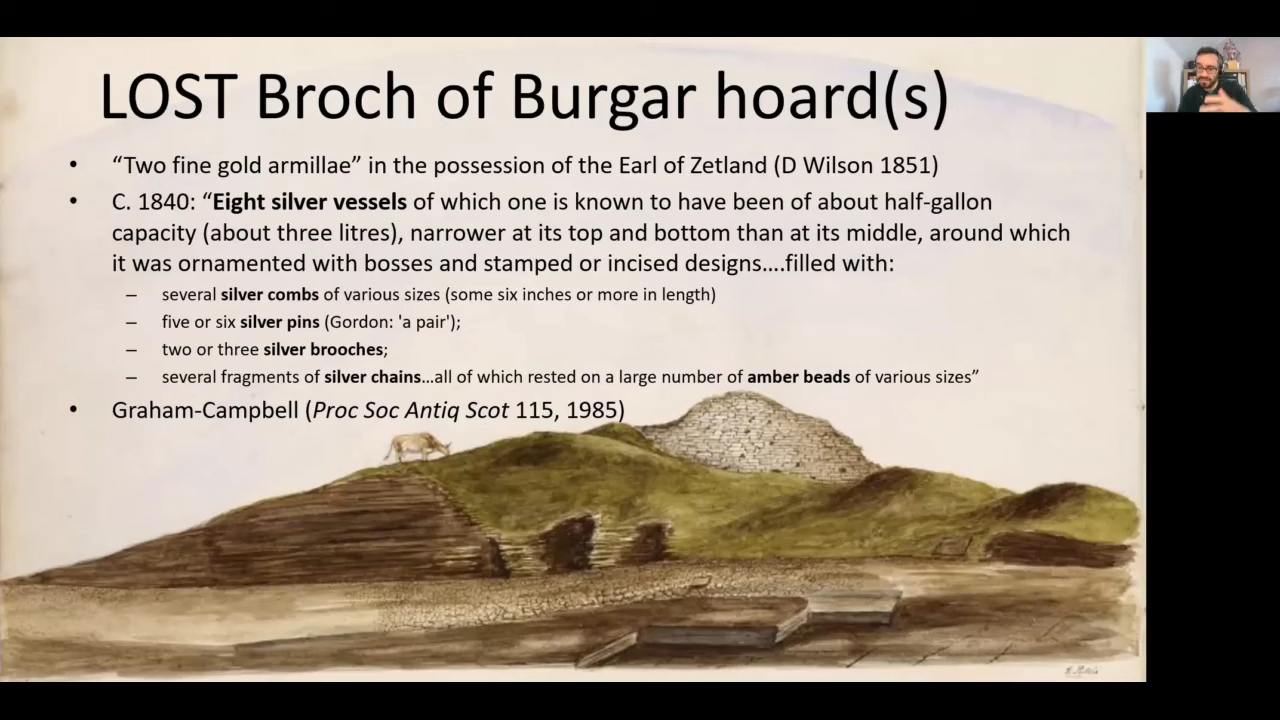 LOST Broch of Burgar hoard(s)
• “Two fine gold armillae” in the possession of the Earl of Zetland (D Wilson 1851)
• C. 1840: “Eight silver vessels of which one is known to have been of about half-gallon
capacity (about three litres), narrower at its top and bottom than at its middle, around which
it was ornamented with bosses and stamped or incised designs….filled with:
– several silver combs of various sizes (some six inches or more in length)
– five or six silver pins (Gordon: 'a pair');
– two or three silver brooches;
– several fragments of silver chains…all of which rested on a large number of amber beads of various sizes”
• Graham-Campbell (Proc Soc Antiq Scot 115, 1985)